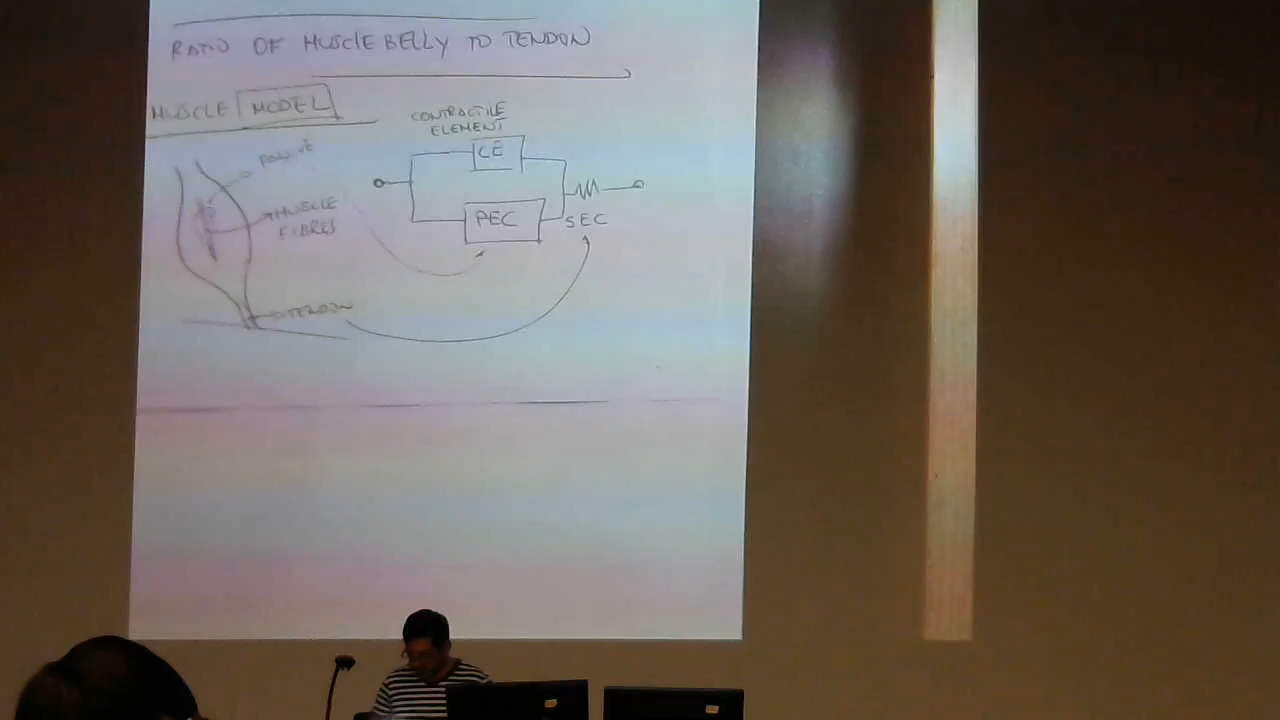 RATIO OF MUSCLE BELLY TO TENDON
MUSCLE MODEL
CONTRACTILE
ELEMENT
CE
PEC
SEC
MUSCLE
FIBRES
TENDON